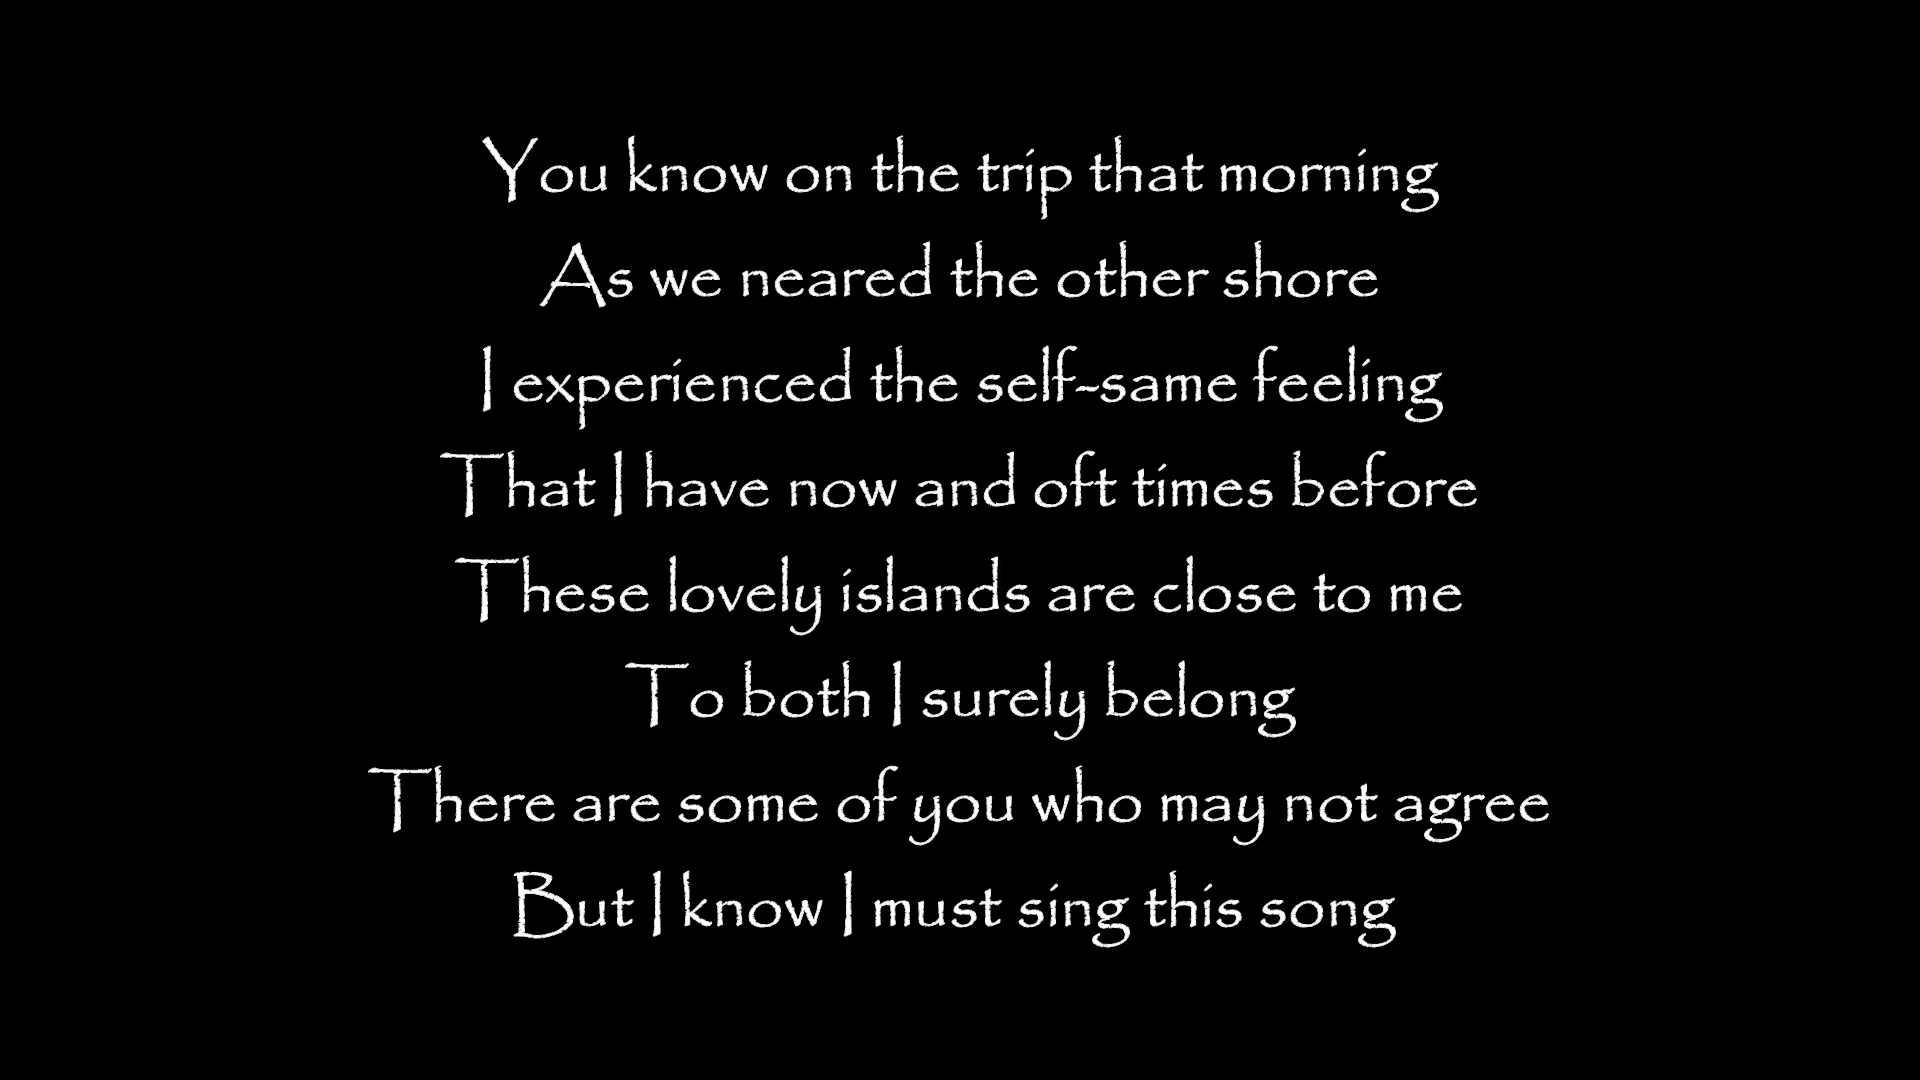 You know on the trip that morning
As we neared the other shore
I experienced the self-same feeling
That I have now and oft times before
These lovely islands are close to me
To both I surely belong
There are some of you who may not agree
But I know I must sing this song